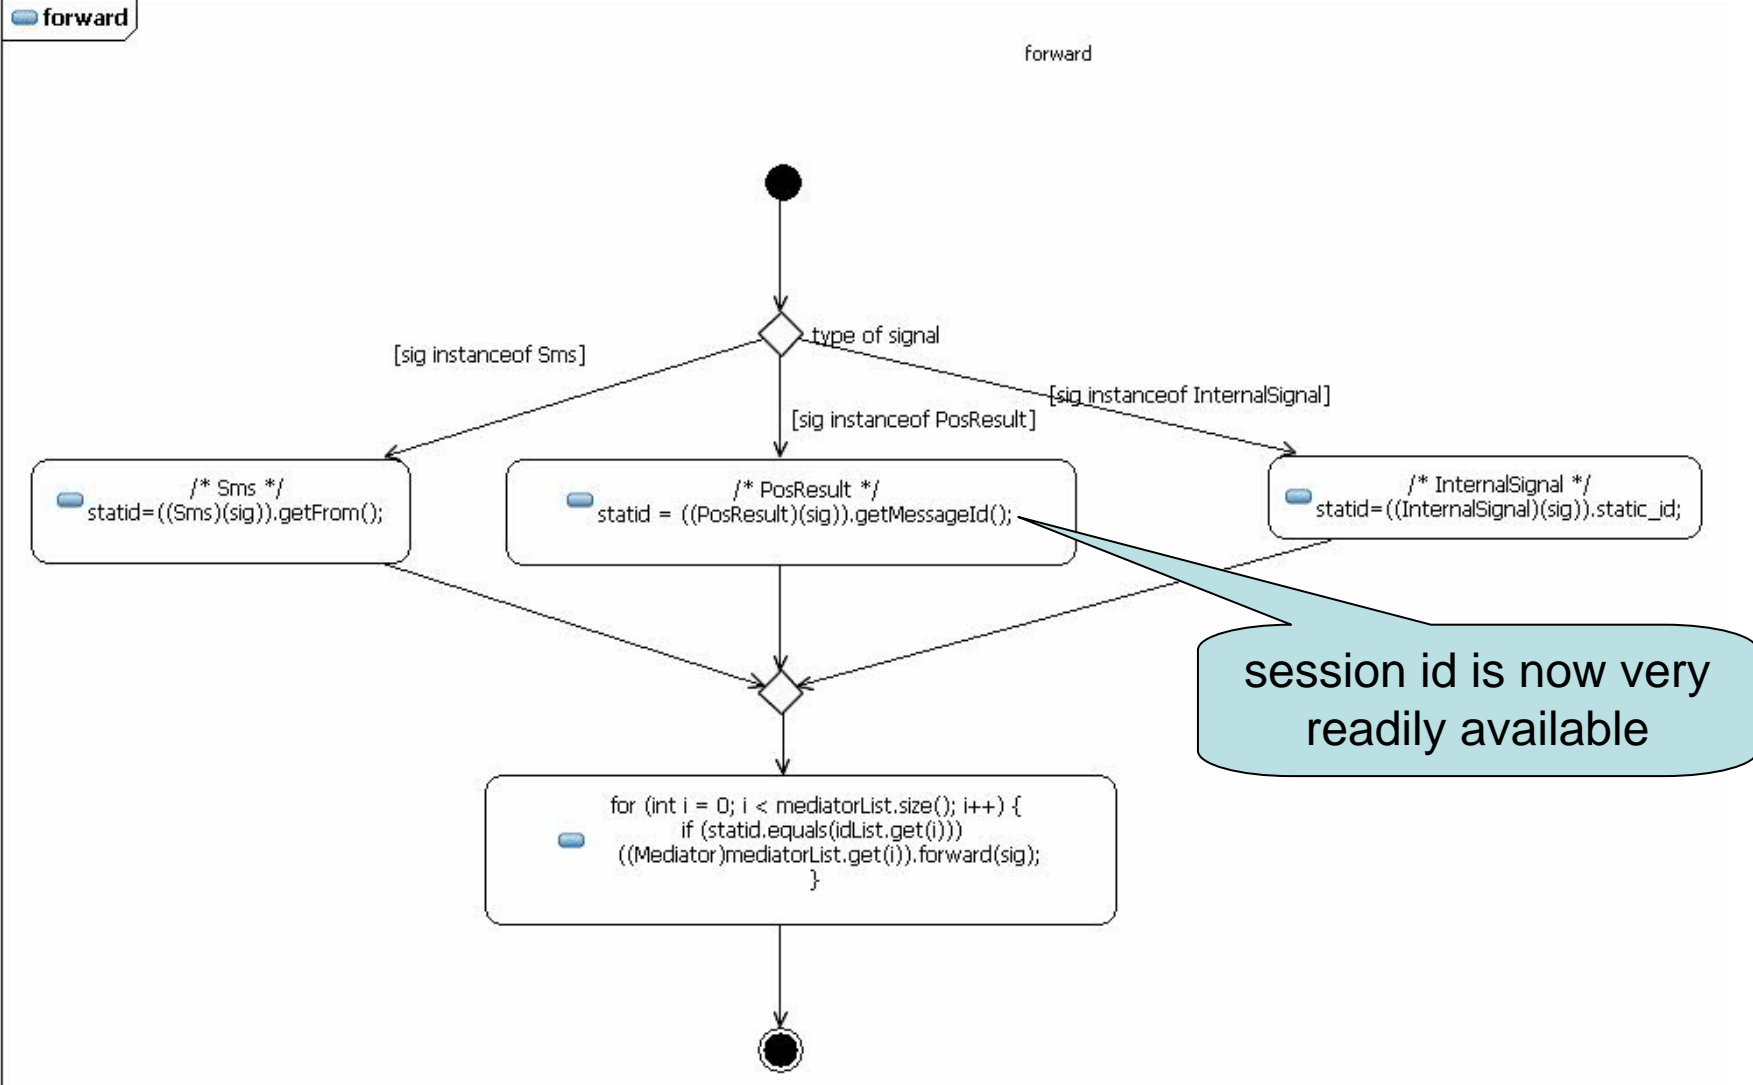 forward
forward
type of signal
[sig instanceof Sms]
[sig instanceof InternalSignal]
[sig instanceof PosResult]
/* Sms */
statid=((Sms)(sig)).getFrom();
/* PosResult */
statid = ((PosResult)(sig)).getMessageId();
/* InternalSignal */
statid=((InternalSignal)(sig)).static_id;
session id is now very
readily available
for (int i = 0; i < mediatorList.size(); i++) {
if (statid.equals(idList.get(i)))
((Mediator)mediatorList.get(i)).forward(sig);
}